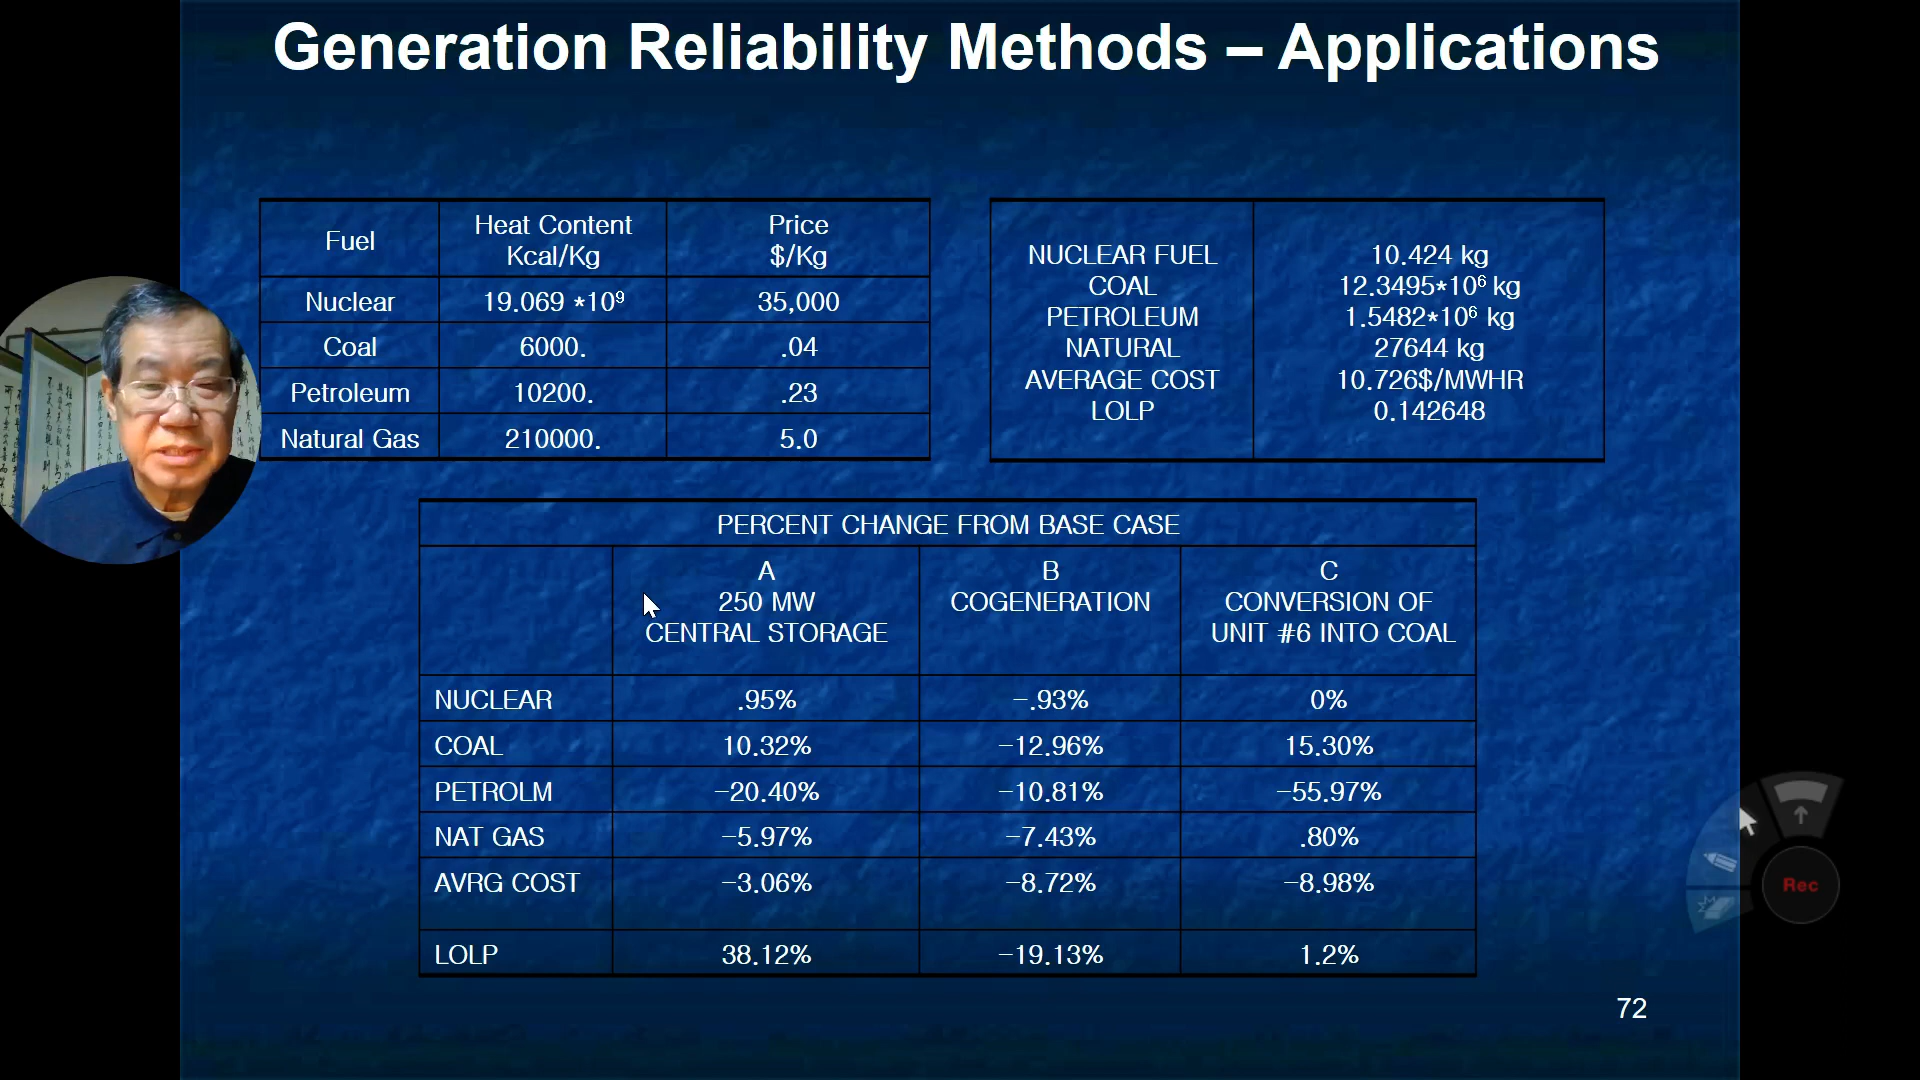 Generation Reliability Methods – Applications
Fuel
Heat Content
Kcal/Kg
Price
$/Kg
Nuclear
19.069 *10⁹
35,000
Coal
6000.
.04
Petroleum
10200.
.23
Natural Gas
210000.
5.0
NUCLEAR FUEL
COAL
PETROLEUM
NATURAL
AVERAGE COST
LOLP
10.424 kg
12.3495*10⁶ kg
1.5482*10⁶ kg
27644 kg
10.726$/MWHR
0.142648
PERCENT CHANGE FROM BASE CASE
A
250 MW
CENTRAL STORAGE
B
COGENERATION
C
CONVERSION OF
UNIT #6 INTO COAL
NUCLEAR
.95%
−.93%
0%
COAL
10.32%
−12.96%
15.30%
PETROLM
−20.40%
−10.81%
−55.97%
NAT GAS
−5.97%
−7.43%
.80%
AVRG COST
−3.06%
−8.72%
−8.98%
LOLP
38.12%
−19.13%
1.2%
72
Rec